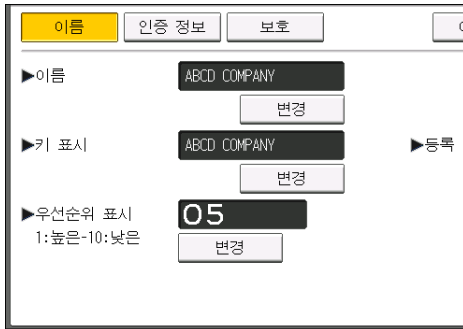 이름 인증 정보 보호
▶이름 ABCD COMPANY
변경
▶키 표시 ABCD COMPANY ▶등록
변경
▶우선순위 표시 05
1:높은-10:낮은 변경